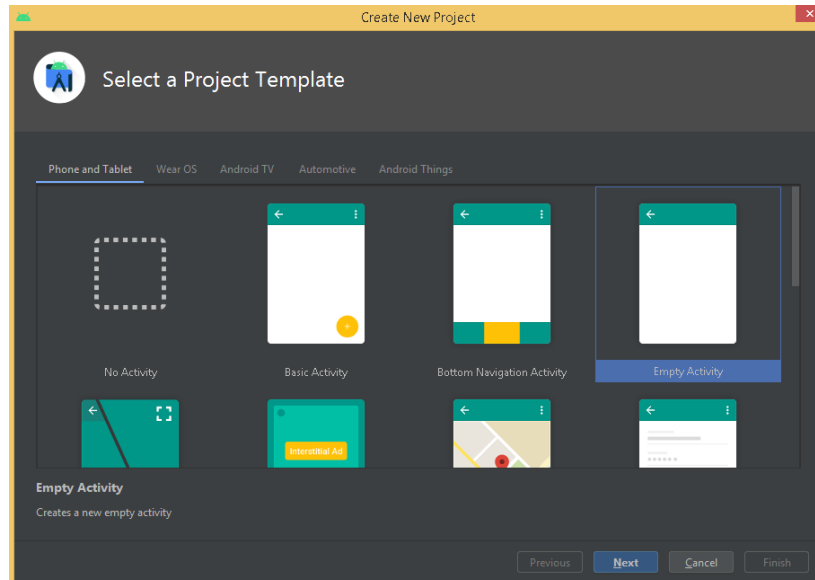 Create New Project
Select a Project Template
Phone and Tablet Wear OS Android TV Automotive Android Things
No Activity Basic Activity Bottom Navigation Activity Empty Activity
Interstitial Ad
Empty Activity
Creates a new empty activity
Previous Next Cancel Finish